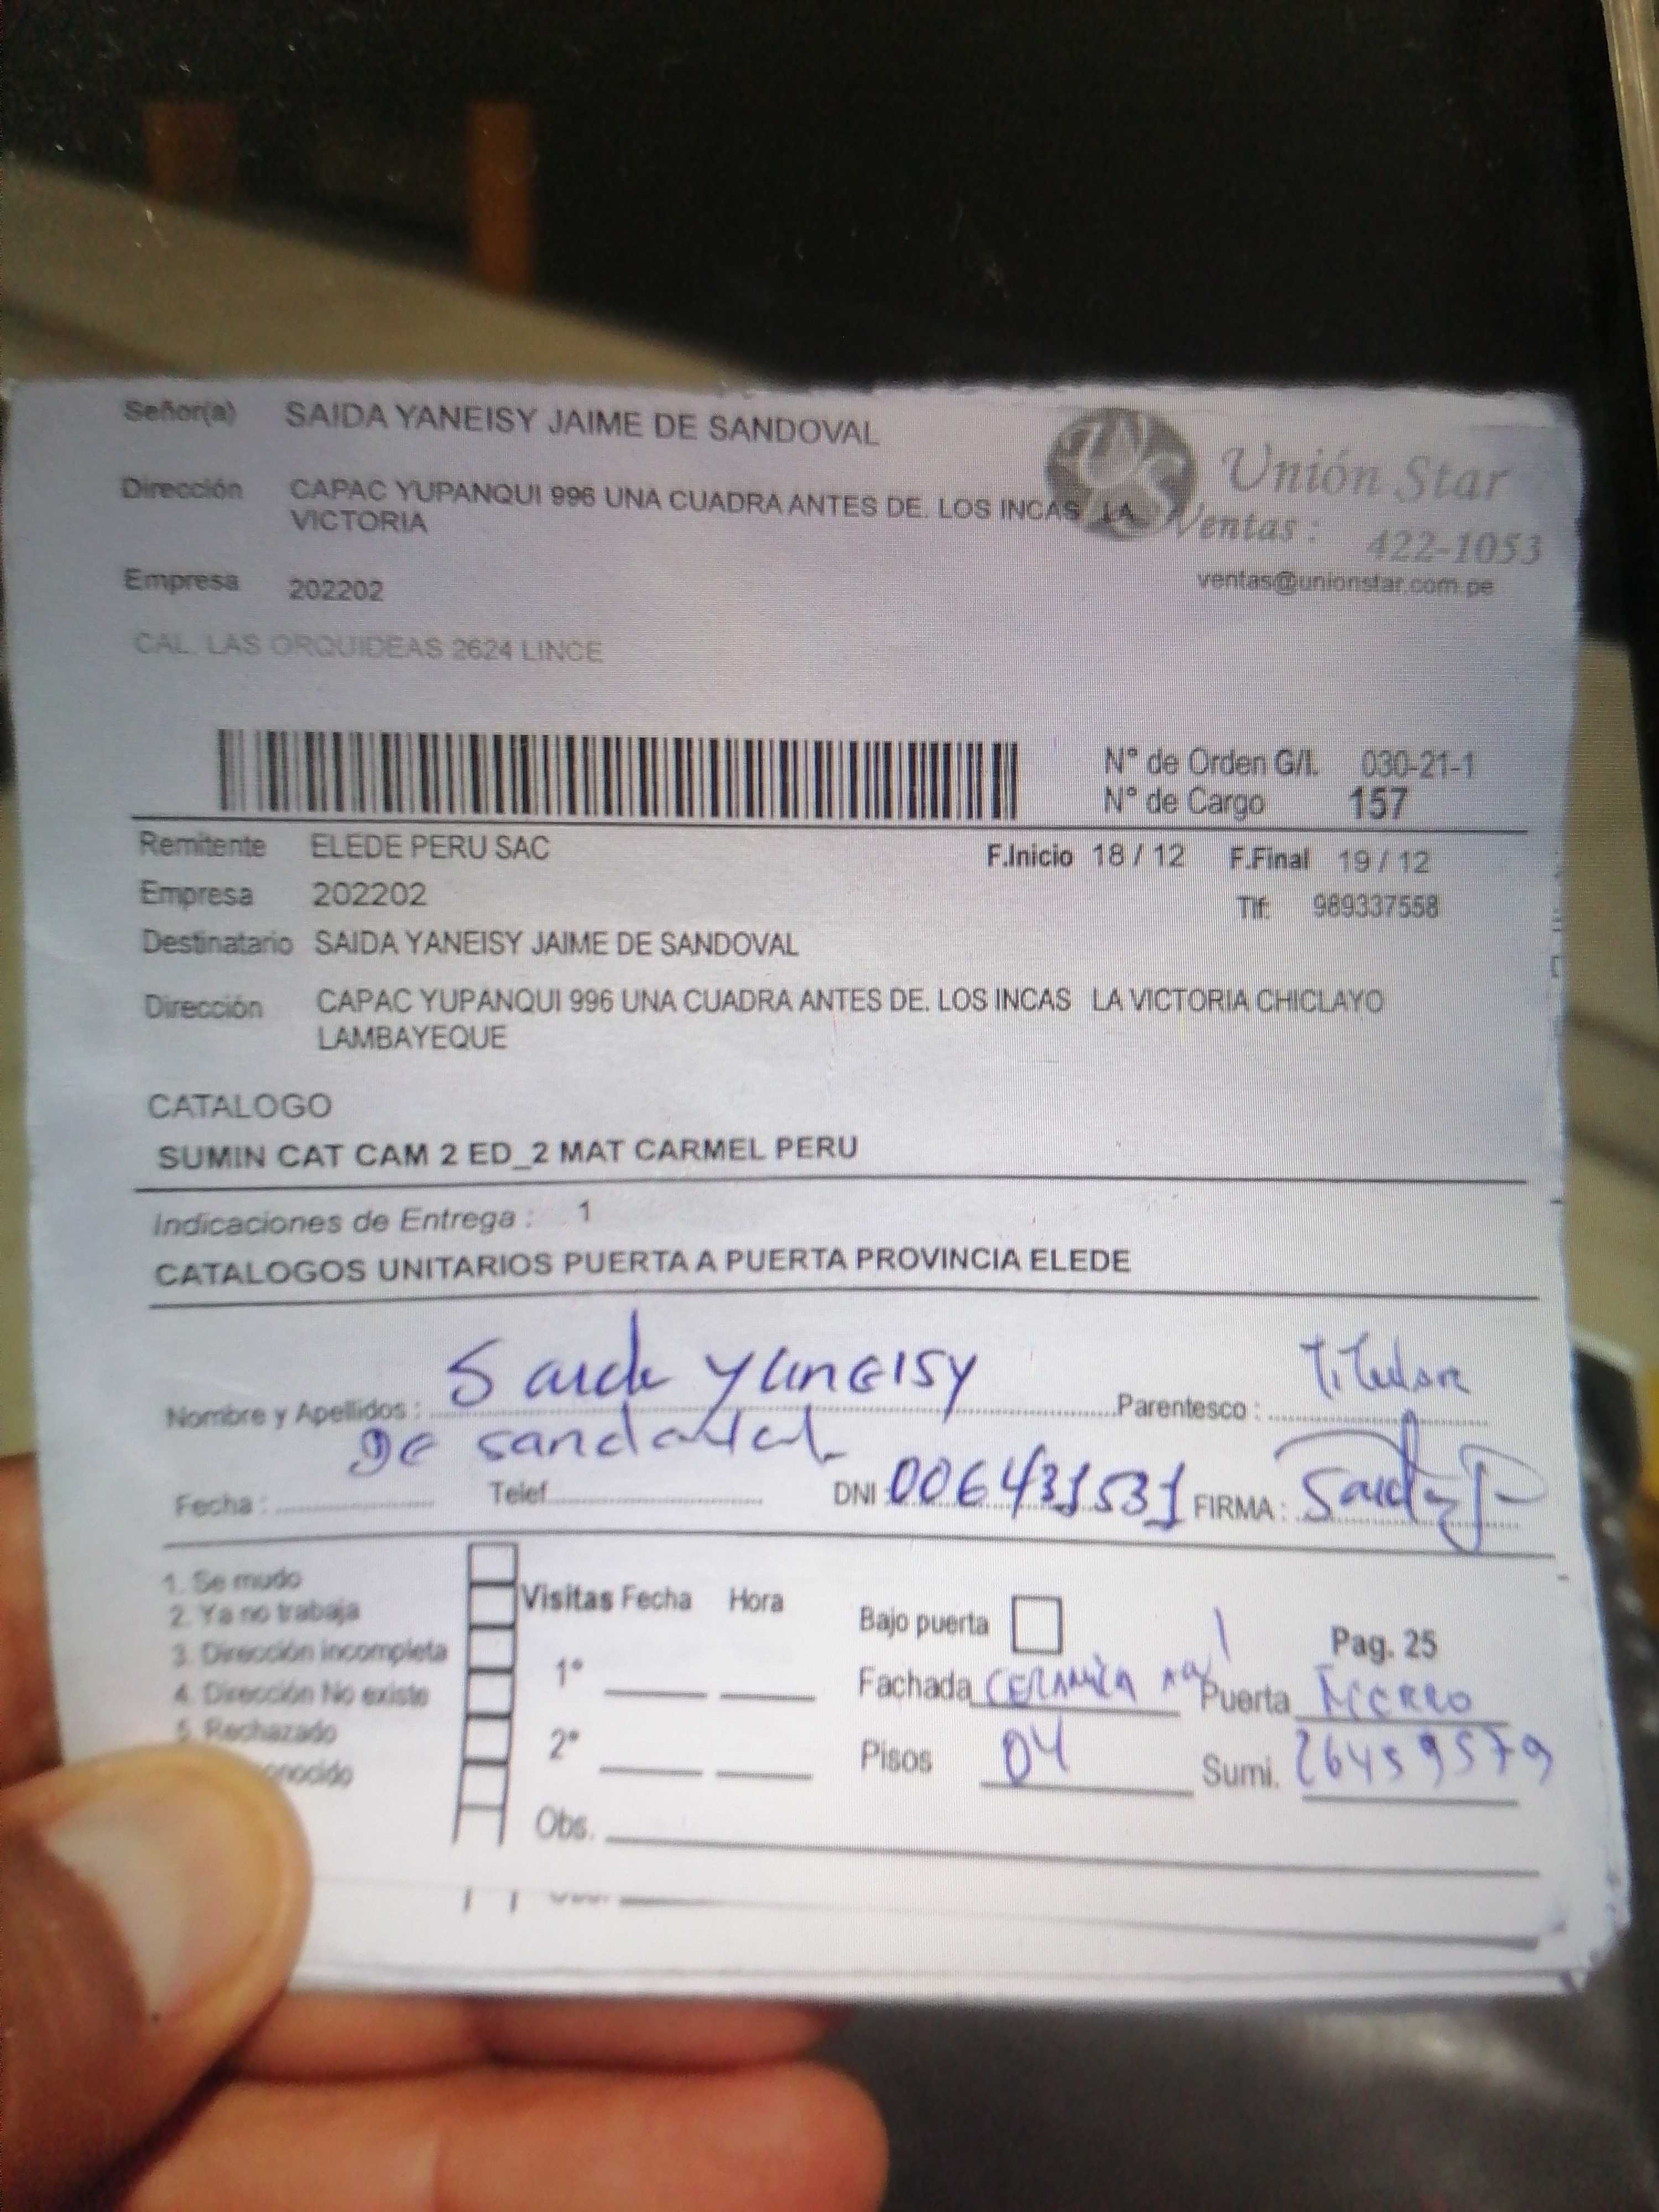 Señor(a) SAIDA YANEISY JAIME DE SANDOVAL
Unión Star
Dirección CAPAC YUPANQUI 996 UNA CUADRA ANTES DE. LOS INCAS LA
VICTORIA
Ventas : 422-1053
ventas@unionstar.com.pe
Empresa 202202
CAL. LAS ORQUIDEAS 2624 LINCE
N° de Orden G/L 030-21-1
N° de Cargo 157
Remitente ELEDE PERU SAC
F.Inicio 18 / 12 F.Final 19 / 12
Empresa 202202
Tlf: 989337558
Destinatario SAIDA YANEISY JAIME DE SANDOVAL
Dirección CAPAC YUPANQUI 996 UNA CUADRA ANTES DE. LOS INCAS LA VICTORIA CHICLAYO
LAMBAYEQUE
CATALOGO
SUMIN CAT CAM 2 ED_2 MAT CARMEL PERU
Indicaciones de Entrega : 1
CATALOGOS UNITARIOS PUERTA A PUERTA PROVINCIA ELEDE
Nombre y Apellidos : Saida yaneisy Parentesco : Titular
de sandoval
Fecha : Telef. DNI 006431531 FIRMA :
1. Se mudo
2. Ya no trabaja
3. Dirección incompleta
4. Dirección No existe
5. Rechazado
onocido
Visitas Fecha Hora
1°
2°
Obs.
Bajo puerta
Pag. 25
Fachada CERAMICA Puerta Fierro
Pisos 04 Sumi. 26459579